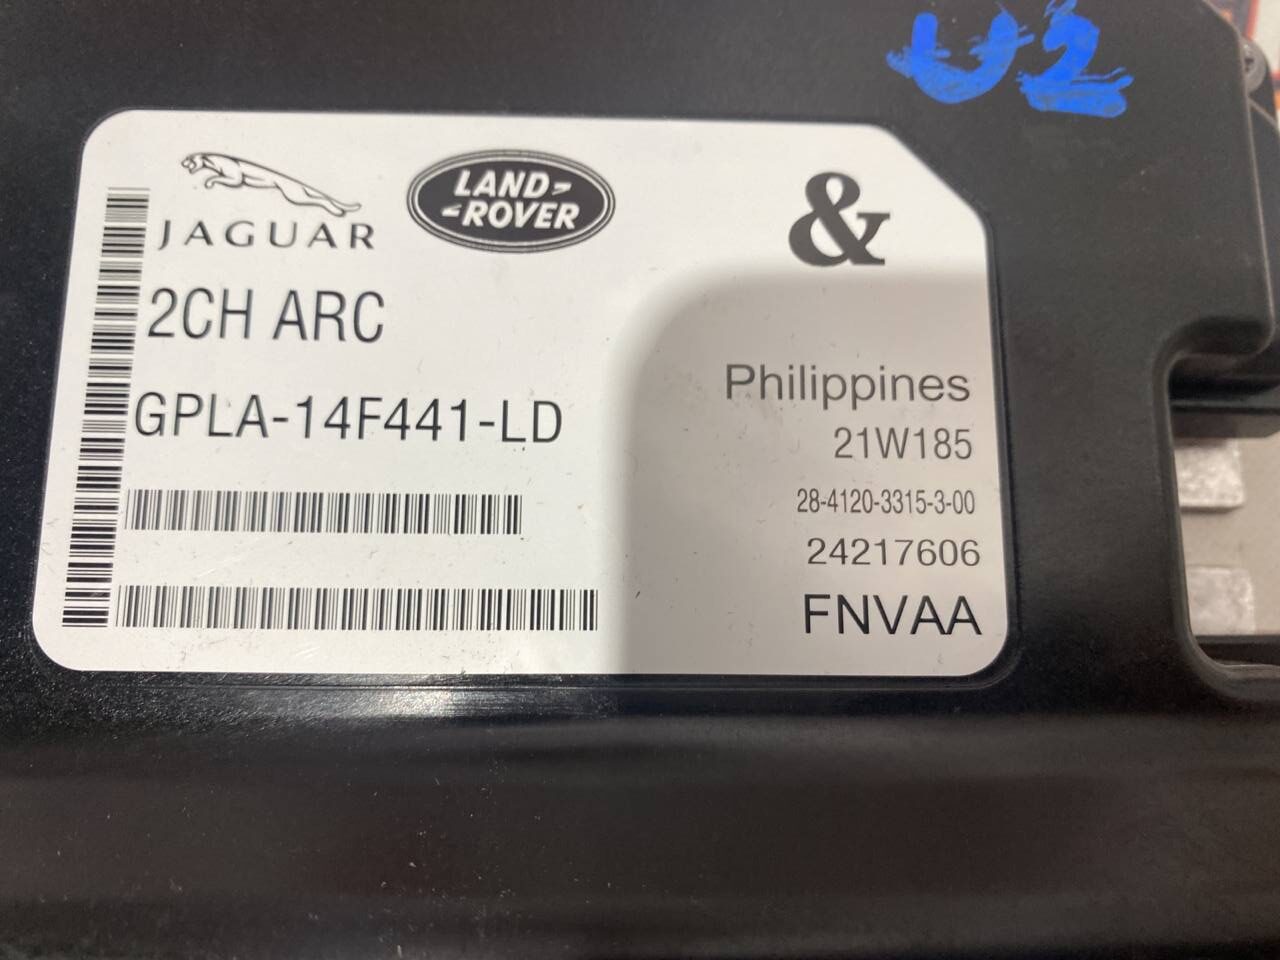 U2
JAGUAR
LAND-
-ROVER
&
2CH ARC
GPLA-14F441-LD
Philippines
21W185
28-4120-3315-3-00
24217606
FNVAA